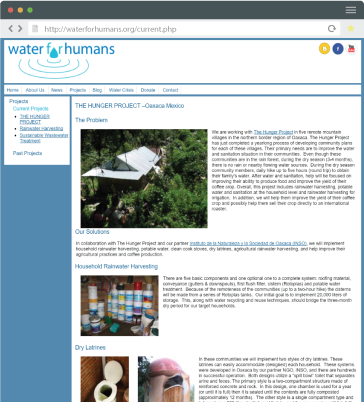 http://waterforhumans.org/current.php
water for humans
Home About Us News Projects Blog Water Crisis Donate Contact
Projects
Current Projects
THE HUNGER PROJECT
Rainwater Harvesting
Sustainable Wastewater Treatment
Past Projects
THE HUNGER PROJECT –Oaxaca Mexico
The Problem
We are working with The Hunger Project in five remote mountain
villages in the northern border region of Oaxaca. The Hunger Project
has just completed a yearlong process of developing community plans
for each of these villages. Their primary needs are to improve the water
and sanitation situation in their communities. Even though these
communities are in the rain forest, during the dry season (3-4 months),
there is no rain or nearby flowing water sources. During the dry season
community members, daily hike up to five hours (round trip) to obtain
their family's water. After water and sanitation, help will be focused on
improving their ability to produce food and improve the yield of their
coffee crop. Overall, this project includes rainwater harvesting, potable
water and sanitation at the household level and rainwater harvesting for
irrigation. In addition, we will help them improve the yield of their coffee
crop and possibly help them sell their crop directly to an international
roaster.
Our Solutions
In collaboration with The Hunger Project and our partner Instituto de la Naturaleza y la Sociedad de Oaxaca (INSO), we will implement
household rainwater harvesting, potable water, clean cook stoves, dry latrines, agricultural rainwater harvesting, and help improve their
agricultural practices and coffee production.
Household Rainwater Harvesting
There are five basic components and one optional one to a complete system: roofing material,
conveyance (gutters & downspouts), first flush filter, cistern (Rotoplas) and potable water
treatment. Because of the remoteness of the communities (up to a two-hour hike) the cisterns
will be made from a series of Rotoplas tanks. Our initial goal is to implement 20,000 liters of
storage. This, along with water recycling and reuse techniques, should bridge the three-month
dry period for our target households.
Dry Latrines
In these communities we will implement two styles of dry latrines. These
latrines can easily accommodate (designed) each household. These systems
were developed in Oaxaca by our partner NGO, INSO, and there are hundreds
in successful operation. Both designs utilize a "split bowl" toilet that separates
urine and feces. The primary style is a two-compartment structure made of
reinforced concrete and rock. In this design, one chamber is used for a year
(or until it is full) then it is sealed until the contents are fully composted
(approximately 12 months). The other style is a single compartment type and